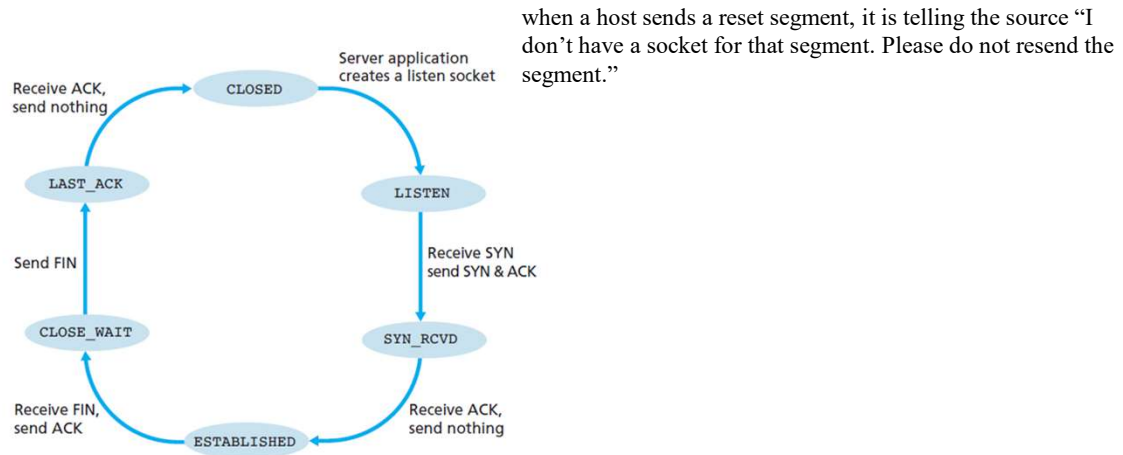 when a host sends a reset segment, it is telling the source “I
don’t have a socket for that segment. Please do not resend the
segment.”
Server application
creates a listen socket
Receive ACK,
send nothing
CLOSED
LAST_ACK
LISTEN
Send FIN
Receive SYN
send SYN & ACK
CLOSE_WAIT
SYN_RCVD
Receive FIN,
send ACK
Receive ACK,
send nothing
ESTABLISHED